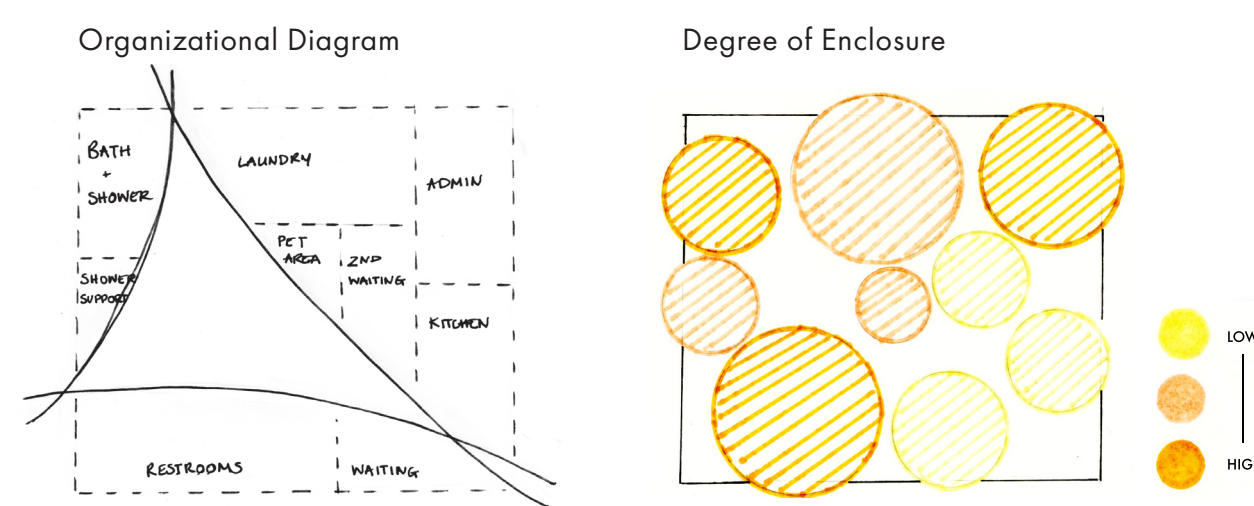 Organizational Diagram
Degree of Enclosure
BATH
+
SHOWER
LAUNDRY
ADMIN
PET
AREA
2ND
WAITING
SHOWER
SUPPORT
KITCHEN
RESTROOMS
WAITING
LOW
HIG